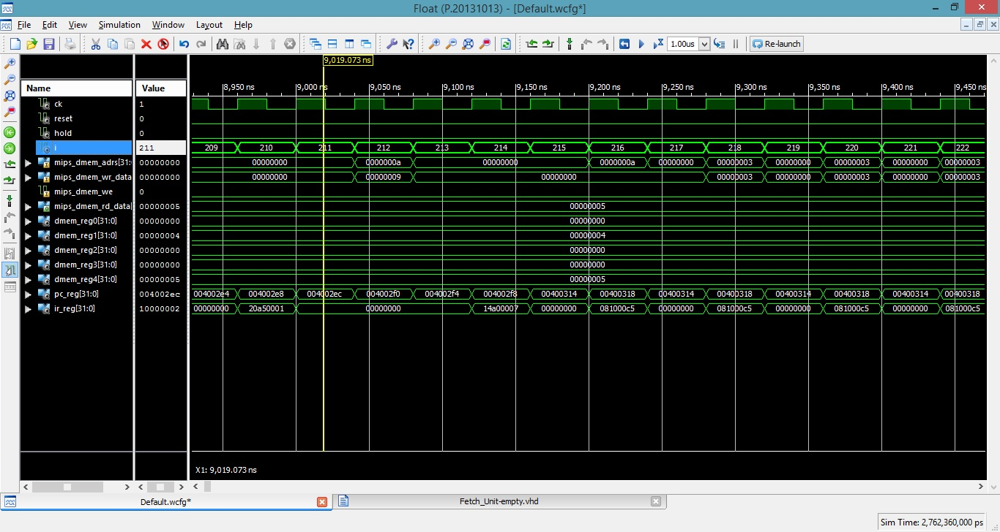 Float (P.20131013) - [Default.wcfg*]
File Edit View Simulation Window Layout Help
1.00us Re-launch
9,019.073 ns
8,950 ns 9,000 ns 9,050 ns 9,100 ns 9,150 ns 9,200 ns 9,250 ns 9,300 ns 9,350 ns 9,400 ns 9,450 ns
Name Value
ck 1
reset 0
hold 0
i 211 209 210 211 212 213 214 215 216 217 218 219 220 221 222
mips_dmem_adrs[31: 00000000 00000000 0000000a 00000000 0000000a 00000000 00000003 00000000 00000003 00000000 00000003
mips_dmem_wr_data 00000000 00000000 00000009 00000000 00000003 00000000 00000003 00000000 00000003
mips_dmem_we 0
mips_dmem_rd_data[ 00000005 00000005
dmem_reg0[31:0] 00000000 00000000
dmem_reg1[31:0] 00000004 00000004
dmem_reg2[31:0] 00000000 00000000
dmem_reg3[31:0] 00000000 00000000
dmem_reg4[31:0] 00000005 00000005
pc_reg[31:0] 004002ec 004002e4 004002e8 004002ec 004002f0 004002f4 004002f8 00400314 00400318 00400314 00400318 00400314 00400318 00400314 00400318
ir_reg[31:0] 10000002 00000000 20a50001 00000000 14a00007 00000000 081000c5 00000000 081000c5 00000000 081000c5 00000000 081000c5
X1: 9,019.073 ns
Default.wcfg* Fetch_Unit-empty.vhd
Sim Time: 2,762,360,000 ps